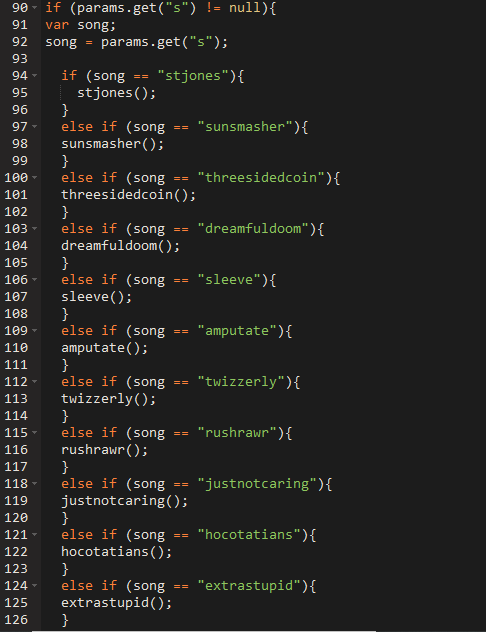 90 if (params.get("s") != null){
91 var song;
92 song = params.get("s");
93
94   if (song == "stjones"){
95     stjones();
96   }
97   else if (song == "sunsmasher"){
98   sunsmasher();
99   }
100   else if (song == "threesidedcoin"){
101   threesidedcoin();
102   }
103   else if (song == "dreamfuldoom"){
104   dreamfuldoom();
105   }
106   else if (song == "sleeve"){
107   sleeve();
108   }
109   else if (song == "amputate"){
110   amputate();
111   }
112   else if (song == "twizzerly"){
113   twizzerly();
114   }
115   else if (song == "rushrawr"){
116   rushrawr();
117   }
118   else if (song == "justnotcaring"){
119   justnotcaring();
120   }
121   else if (song == "hocotatians"){
122   hocotatians();
123   }
124   else if (song == "extrastupid"){
125   extrastupid();
126   }